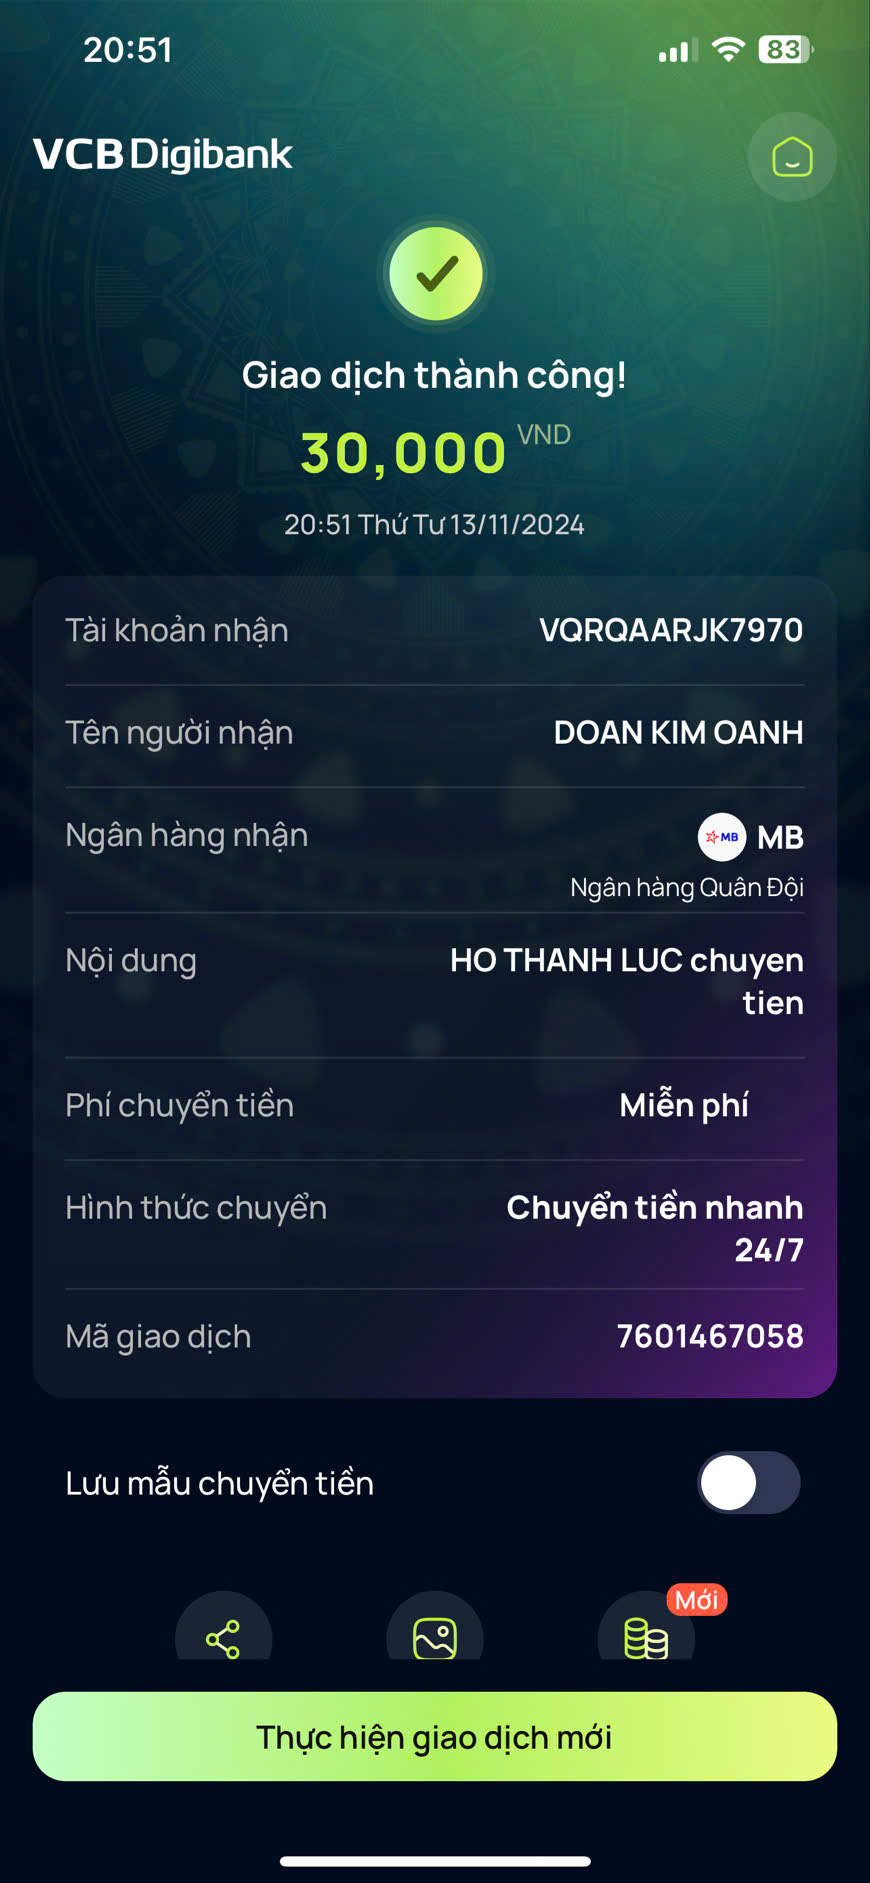 20:51
83
VCB Digibank
Giao dịch thành công!
30,000 VND
20:51 Thứ Tư 13/11/2024
Tài khoản nhận VQRQAARJK7970
Tên người nhận DOAN KIM OANH
Ngân hàng nhận MB MB
Ngân hàng Quân Đội
Nội dung HO THANH LUC chuyen
tien
Phí chuyển tiền Miễn phí
Hình thức chuyển Chuyển tiền nhanh
24/7
Mã giao dịch 7601467058
Lưu mẫu chuyển tiền
Mới
Thực hiện giao dịch mới